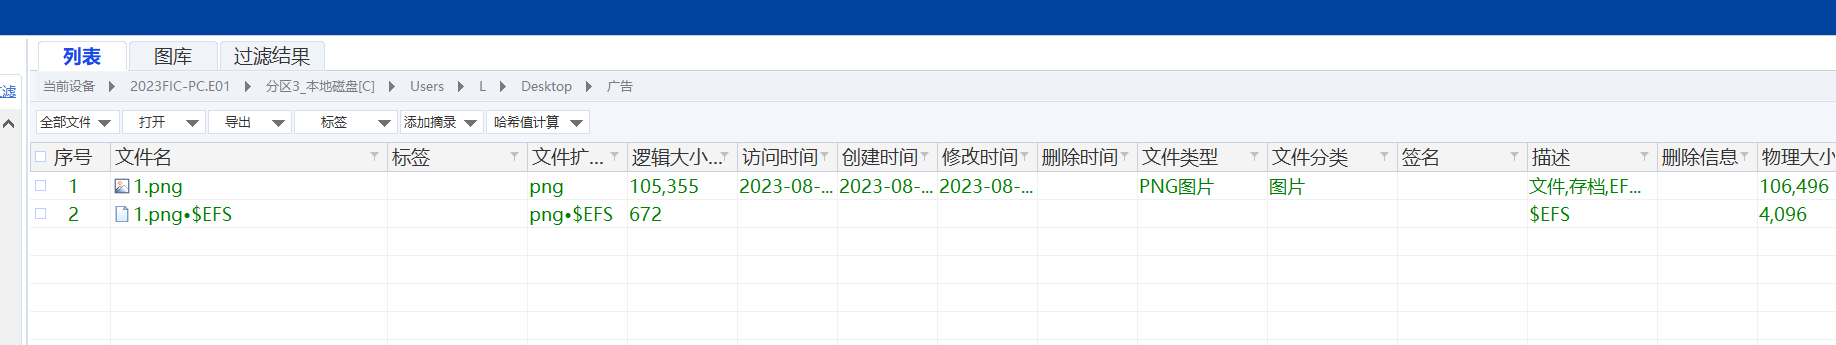 列表 图库 过滤结果
过滤 当前设备 2023FIC-PC.E01 分区3_本地磁盘[C] Users L Desktop 广告
全部文件 打开 导出 标签 添加摘录 哈希值计算
序号 文件名 标签 文件扩... 逻辑大小... 访问时间 创建时间 修改时间 删除时间 文件类型 文件分类 签名 描述 删除信息 物理大小
1 1.png png 105,355 2023-08-... 2023-08-... 2023-08-... PNG图片 图片 文件,存档,EF... 106,496
2 1.png•$EFS png•$EFS 672 $EFS 4,096